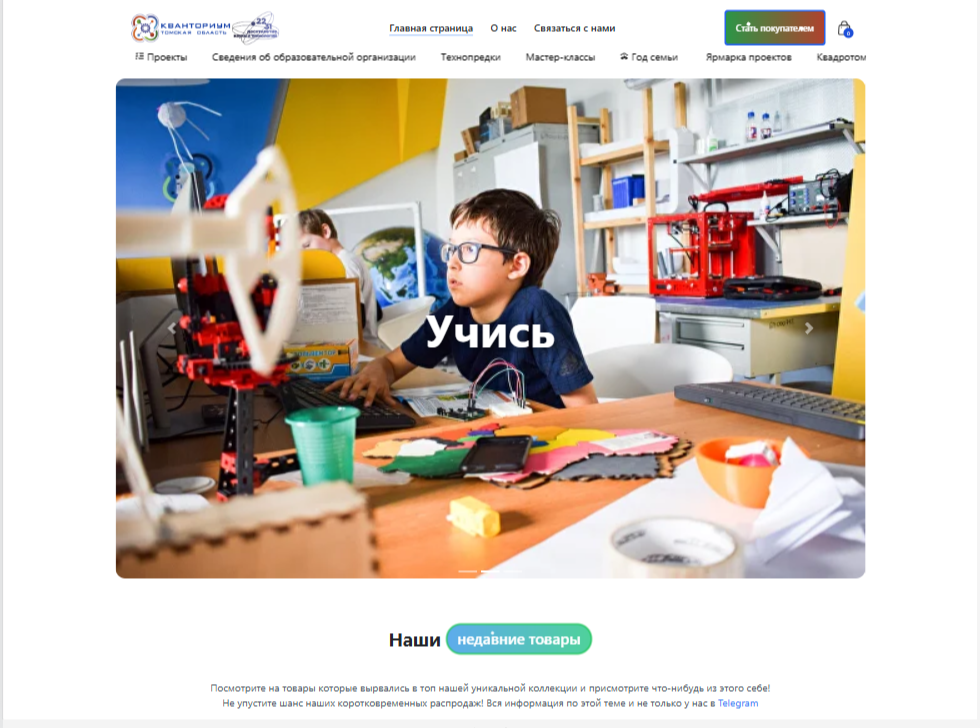 КВАНТОРИУМ
ТОМСКАЯ ОБЛАСТЬ
22
31
Главная страница
О нас
Связаться с нами
Стать покупателем
0
Проекты
Сведения об образовательной организации
Технопредки
Мастер-классы
Год семьи
Ярмарка проектов
Квадротом
Учись
Наши недавние товары
Посмотрите на товары которые вырвались в топ нашей уникальной коллекции и присмотрите что-нибудь из этого себе!
Не упустите шанс наших коротковременных распродаж! Вся информация по этой теме и не только у нас в Telegram